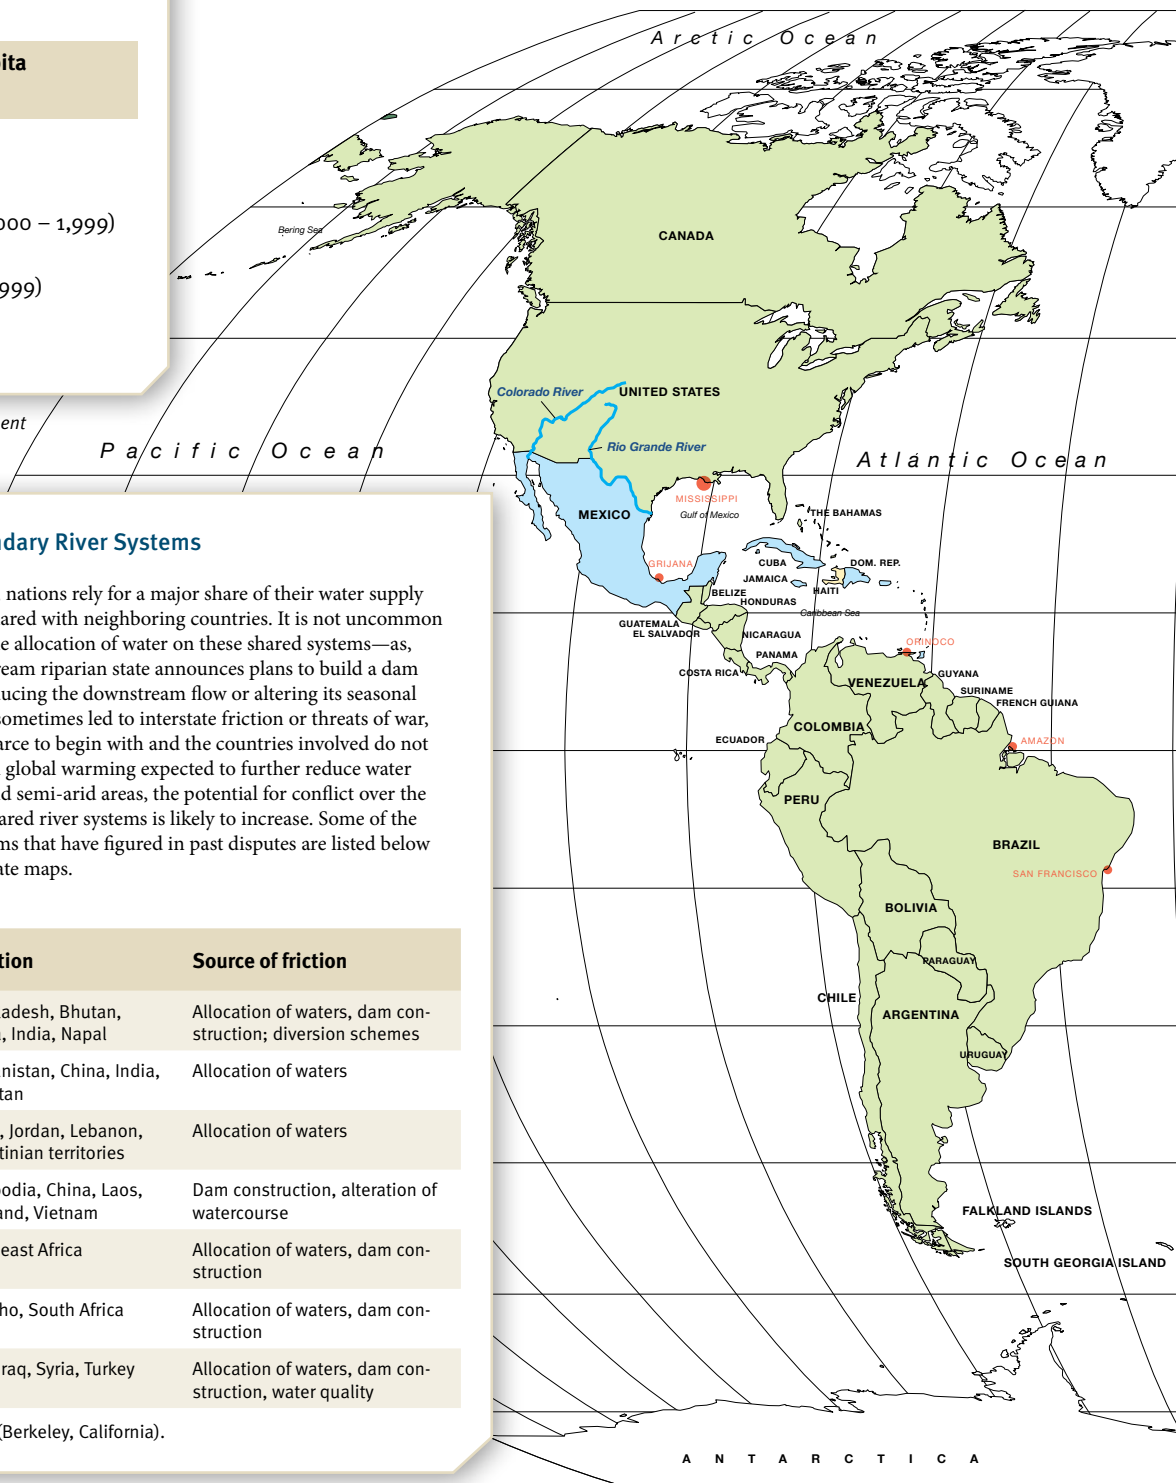 ita
000 – 1,999)
999)
ent
ndary River Systems
nations rely for a major share of their water supply
ared with neighboring countries. It is not uncommon
e allocation of water on these shared systems—as,
eam riparian state announces plans to build a dam
ucing the downstream flow or altering its seasonal
sometimes led to interstate friction or threats of war,
arce to begin with and the countries involved do not
global warming expected to further reduce water
d semi-arid areas, the potential for conflict over the
ared river systems is likely to increase. Some of the
ms that have figured in past disputes are listed below
ate maps.
tion Source of friction
adesh, Bhutan, Allocation of waters, dam con-
, India, Napal struction; diversion schemes
nistan, China, India, Allocation of waters
tan
, Jordan, Lebanon, Allocation of waters
tinian territories
odia, China, Laos, Dam construction, alteration of
and, Vietnam watercourse
east Africa Allocation of waters, dam con-
struction
ho, South Africa Allocation of waters, dam con-
struction
raq, Syria, Turkey Allocation of waters, dam con-
struction, water quality
(Berkeley, California).
Arctic Ocean
Bering Sea
CANADA
Colorado River
UNITED STATES
Rio Grande River
Pacific Ocean
Atlantic Ocean
MISSISSIPPI
Gulf of Mexico
MEXICO
THE BAHAMAS
GRIJANA
CUBA
DOM. REP.
JAMAICA
HAITI
BELIZE
HONDURAS
Caribbean Sea
GUATEMALA
EL SALVADOR
NICARAGUA
ORINOCO
PANAMA
COSTA RICA
VENEZUELA
GUYANA
SURINAME
FRENCH GUIANA
COLOMBIA
ECUADOR
AMAZON
PERU
BRAZIL
SAN FRANCISCO
BOLIVIA
PARAGUAY
CHILE
ARGENTINA
URUGUAY
FALKLAND ISLANDS
SOUTH GEORGIA ISLAND
ANTARCTICA